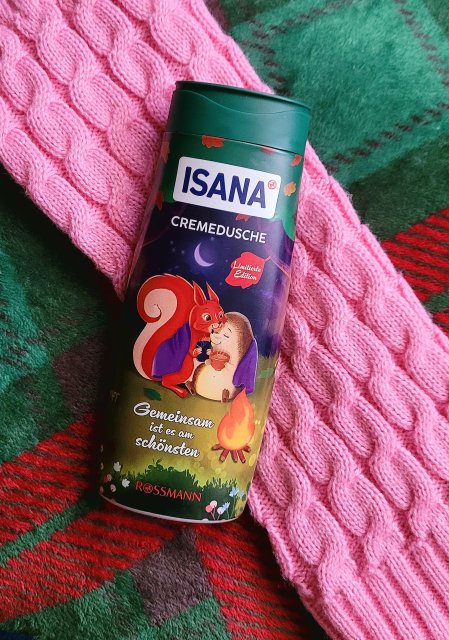 ISANA
CREMEDUSCHE
Limitierte
Edition
Gemeinsam
ist es am
schönsten
ROSSMANN